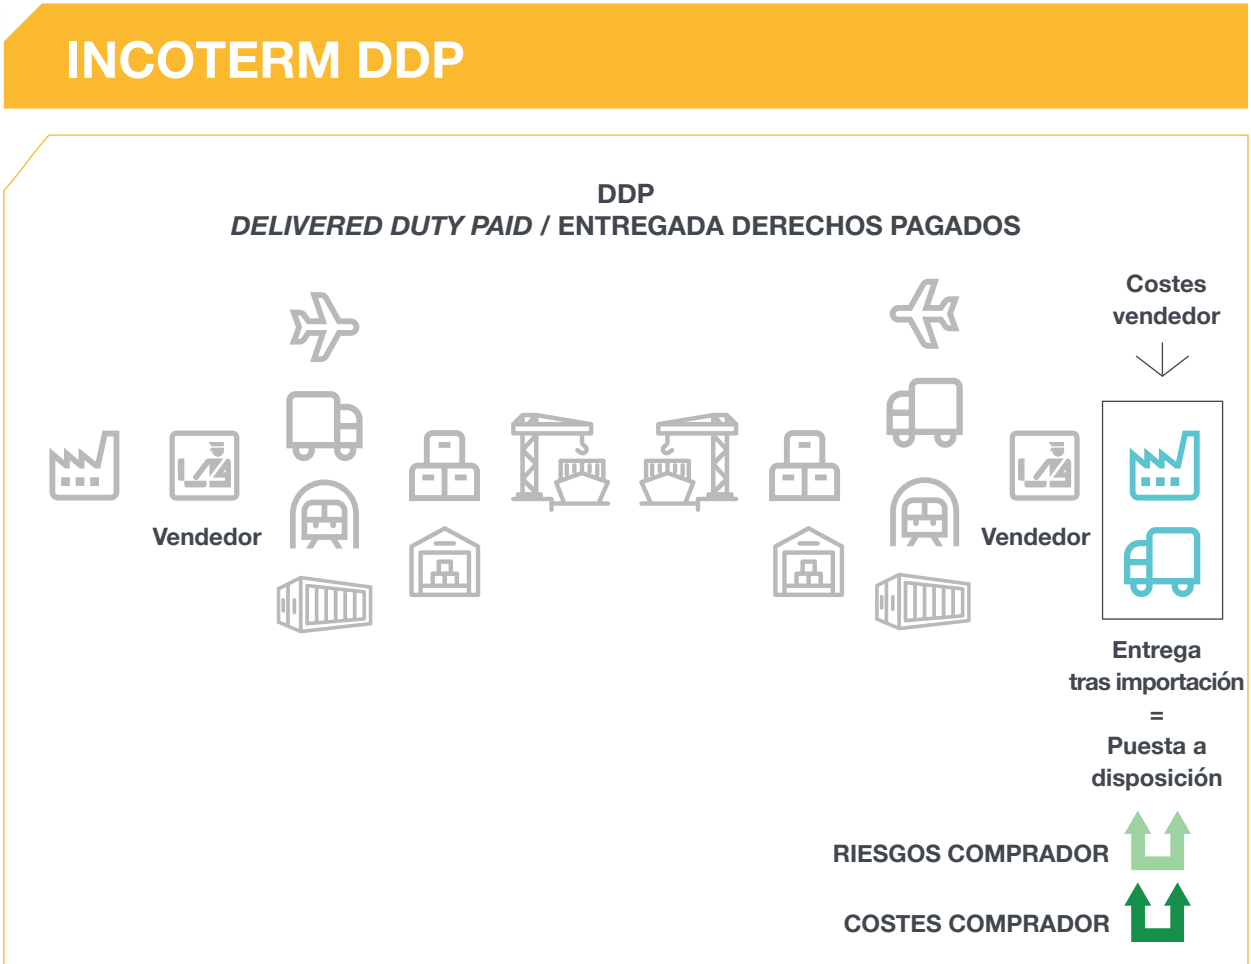 INCOTERM DDP
DDP
DELIVERED DUTY PAID / ENTREGADA DERECHOS PAGADOS
Costes
vendedor
Vendedor
Vendedor
Entrega
tras importación
=
Puesta a
disposición
RIESGOS COMPRADOR
COSTES COMPRADOR